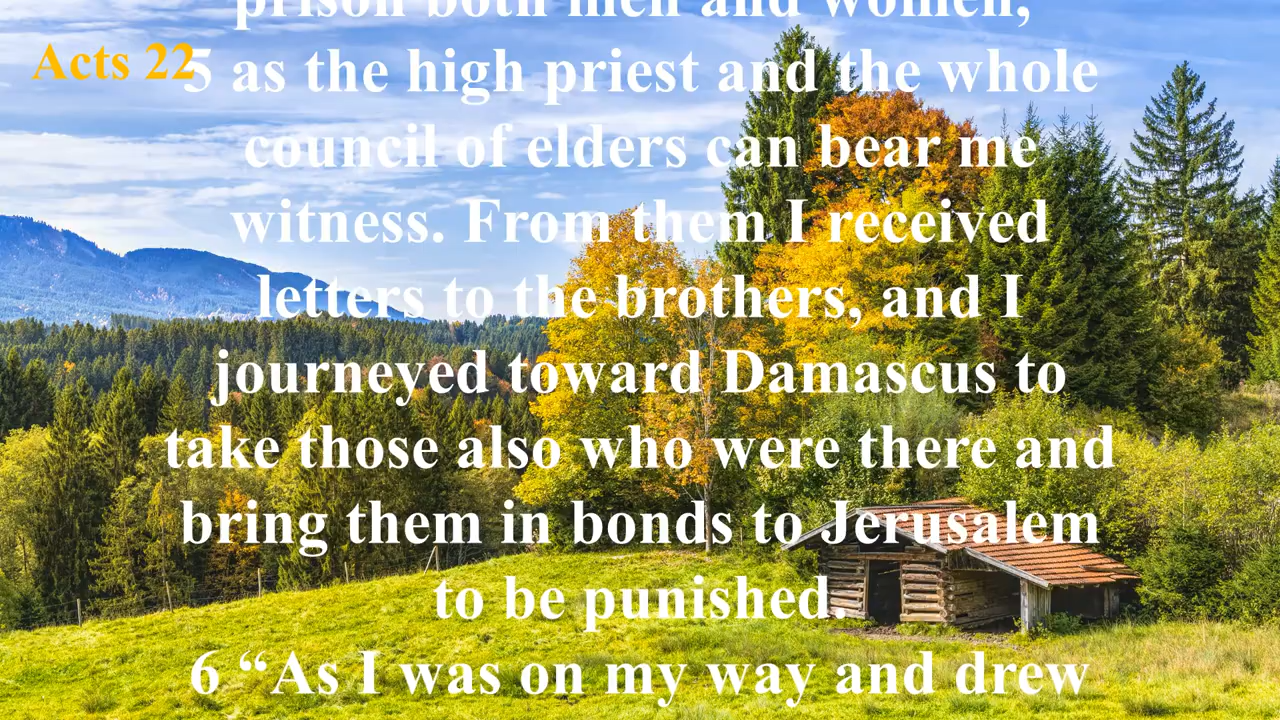 prison both men and women,
Acts 22
5 as the high priest and the whole
council of elders can bear me
witness. From them I received
letters to the brothers, and I
journeyed toward Damascus to
take those also who were there and
bring them in bonds to Jerusalem
to be punished.
6 “As I was on my way and drew